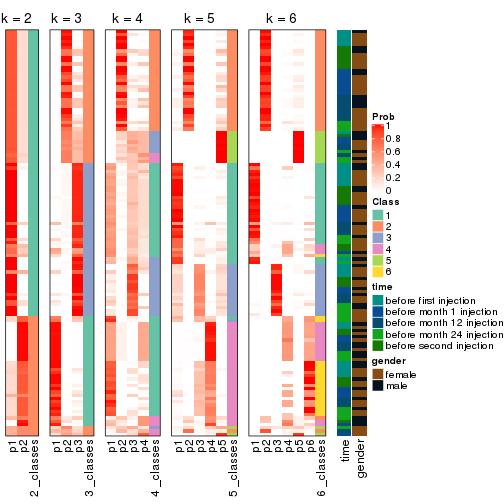 k = 2
k = 3
k = 4
k = 5
k = 6
Prob
1
0.8
0.6
0.4
0.2
0
Class
1
2
3
4
5
6
time
before first injection
before month 1 injection
before month 12 injection
before month 24 injection
before second injection
gender
female
male
p1
p2
2_classes
p1
p2
p3
3_classes
p1
p2
p3
p4
4_classes
p1
p2
p3
p4
p5
5_classes
p1
p2
p3
p4
p5
p6
6_classes
time
gender